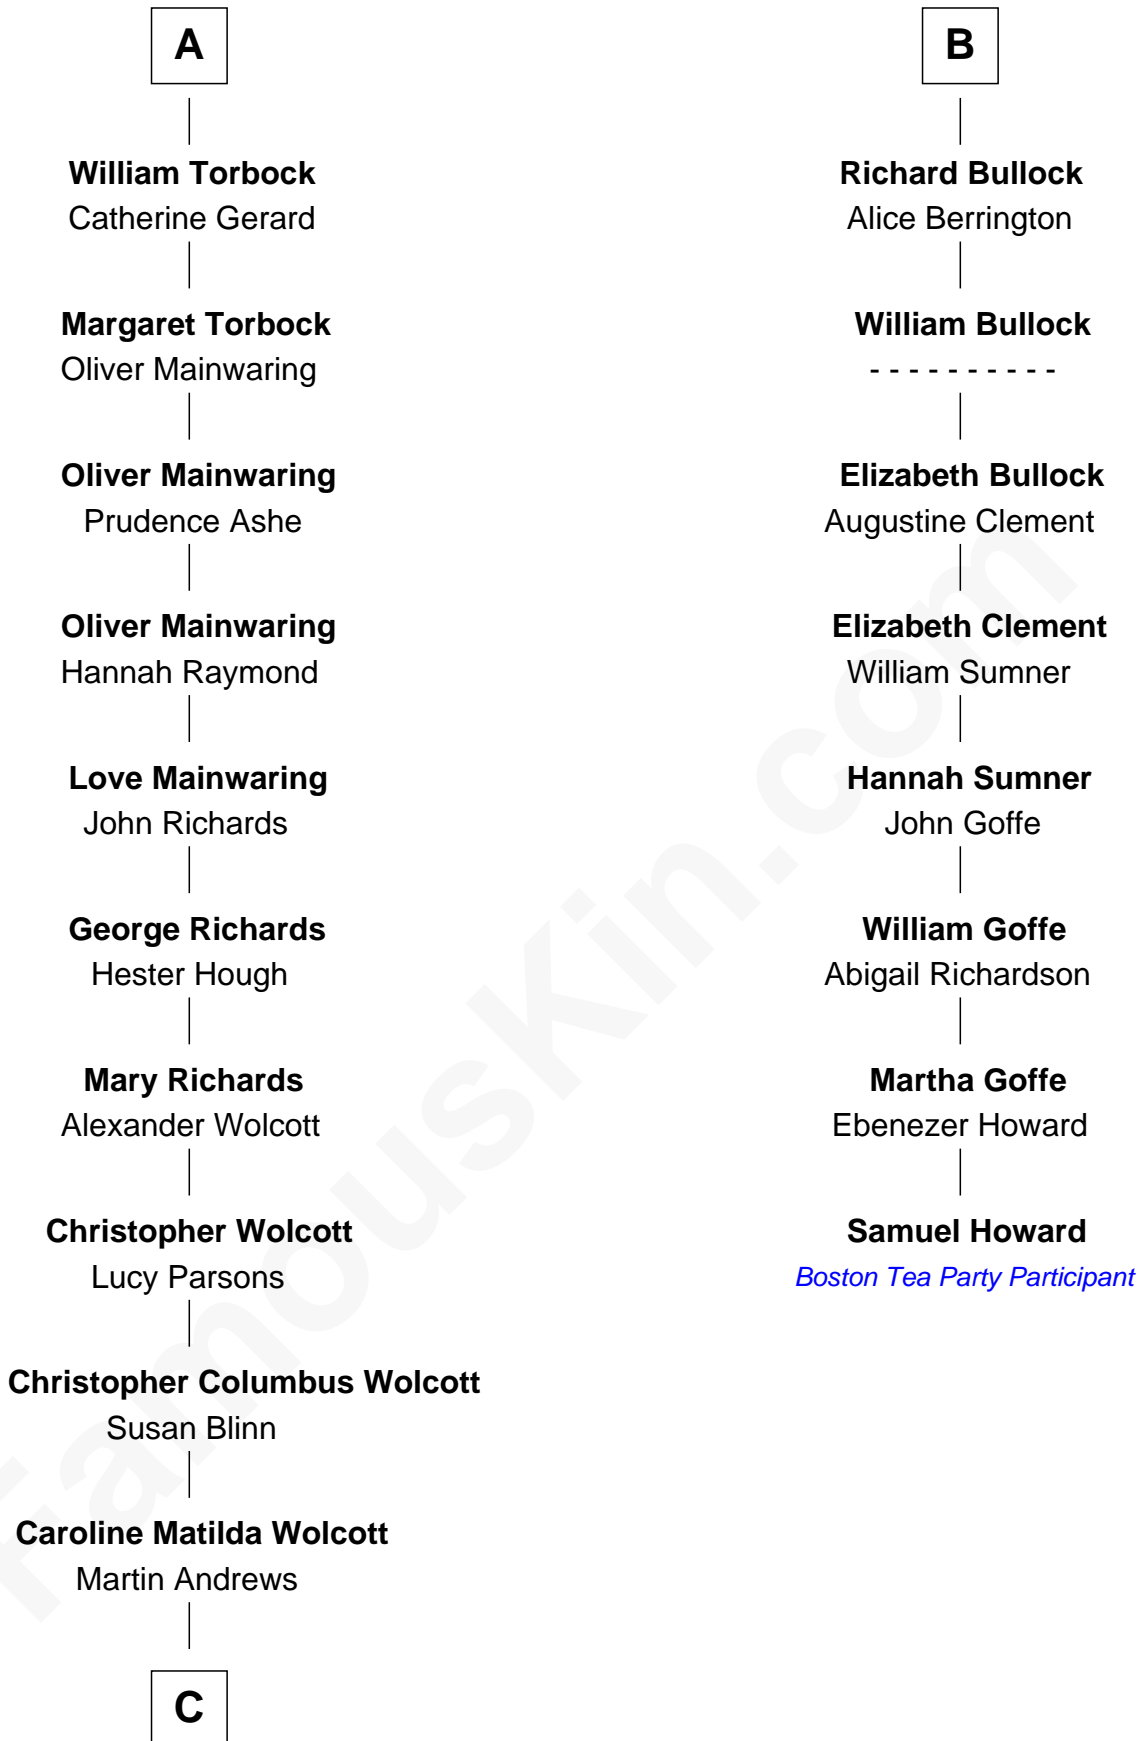 A
William Torbock
Catherine Gerard
Margaret Torbock
Oliver Mainwaring
Oliver Mainwaring
Prudence Ashe
Oliver Mainwaring
Hannah Raymond
Love Mainwaring
John Richards
George Richards
Hester Hough
Mary Richards
Alexander Wolcott
Christopher Wolcott
Lucy Parsons
Christopher Columbus Wolcott
Susan Blinn
Caroline Matilda Wolcott
Martin Andrews
C
B
Richard Bullock
Alice Berrington
William Bullock
- - - - - - - - - -
Elizabeth Bullock
Augustine Clement
Elizabeth Clement
William Sumner
Hannah Sumner
John Goffe
William Goffe
Abigail Richardson
Martha Goffe
Ebenezer Howard
Samuel Howard
Boston Tea Party Participant
FamousKin.com